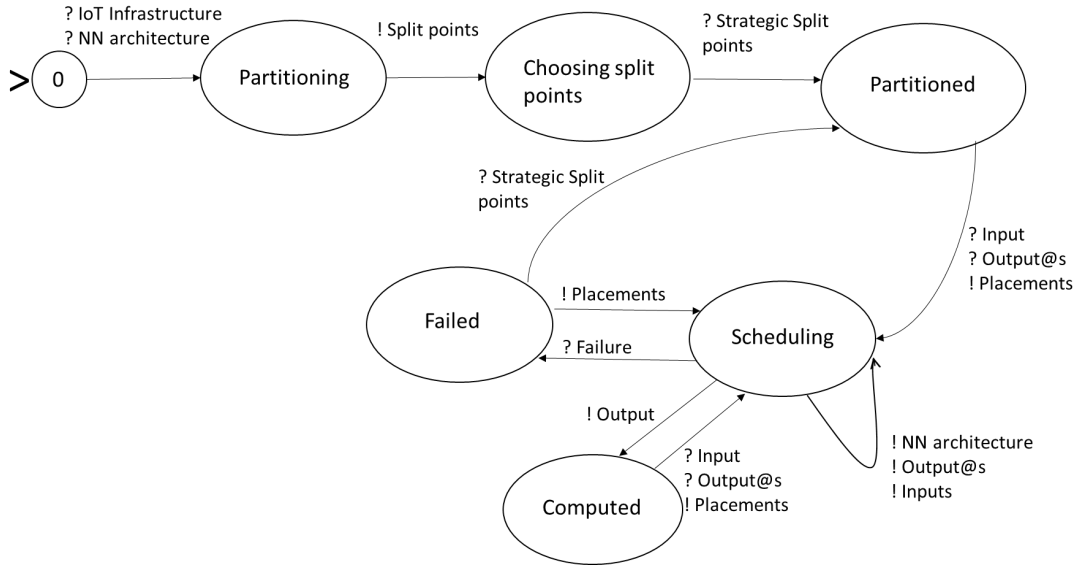 ? IoT Infrastructure
? NN architecture
! Split points
? Strategic Split
points
>
0
Partitioning
Choosing split
points
Partitioned
? Strategic Split
points
? Input
? Output@s
! Placements
! Placements
Failed
Scheduling
? Failure
! Output
? Input
? Output@s
! Placements
! NN architecture
! Output@s
! Inputs
Computed